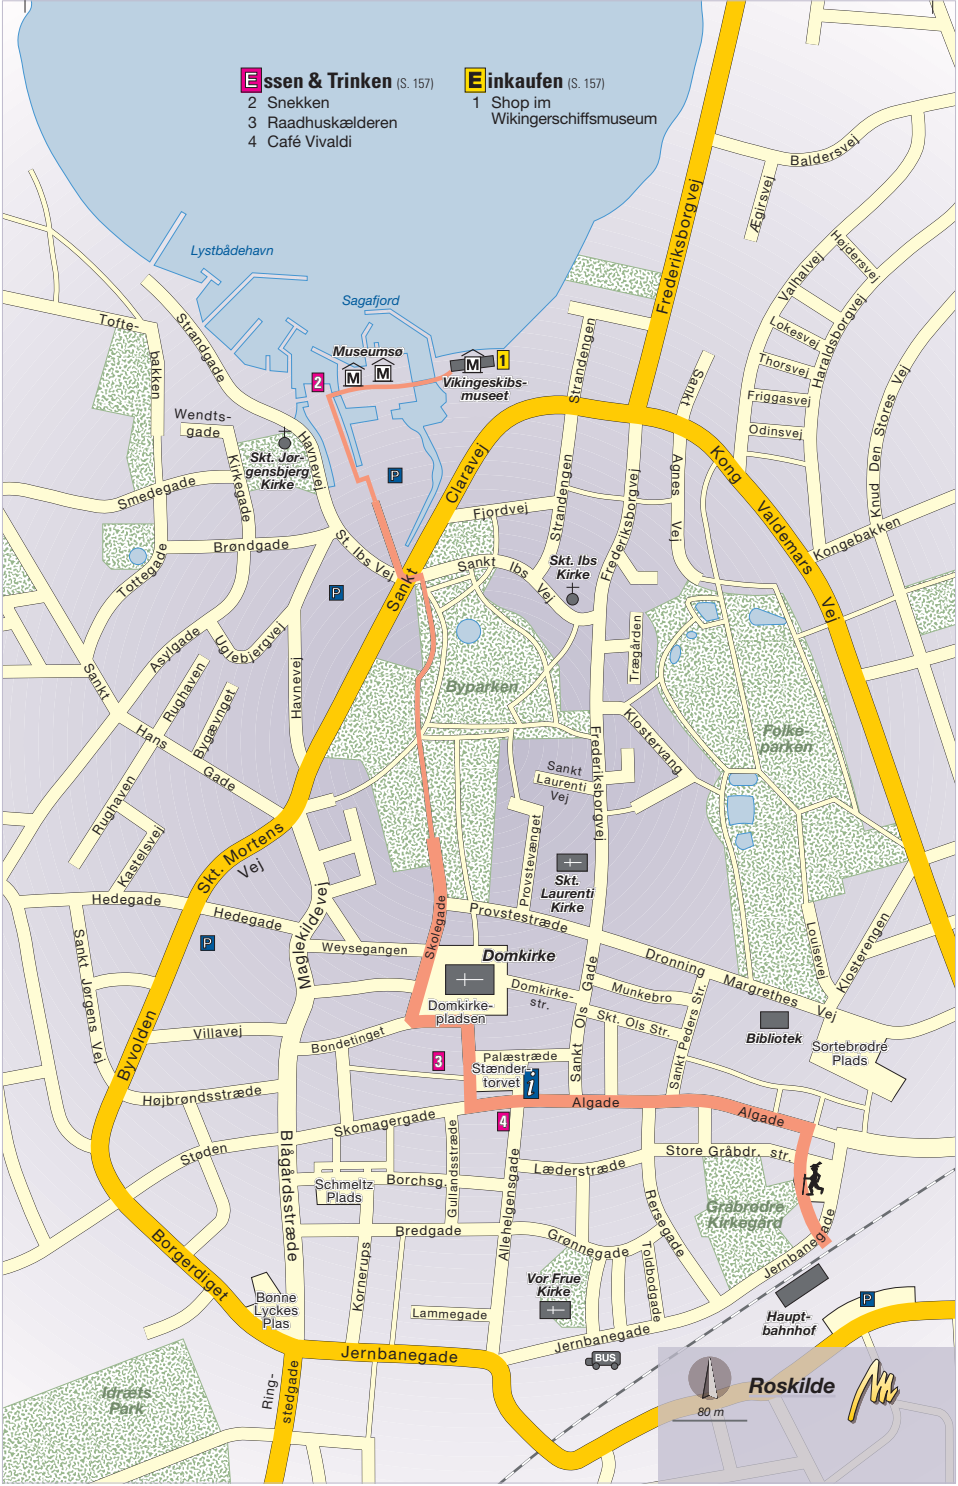 Essen & Trinken (S. 157)
2 Snekken
3 Raadhuskælderen
4 Café Vivaldi
Einkaufen (S. 157)
1 Shop im
Wikingerschiffsmuseum
Baldersvej
Ægirsvej
Frederiksborgvej
Højdersvej
Valhalvej
Lystbådehavn
Sagafjord
Lokesvej
Haraldsborgvej
Tofte-
bakken
Strandgade
Museumsø
M
M
M
1
2
Vikingeskibs-
museet
Strandengen
Thorsvej
Friggasvej
Odinsvej
Sankt
Agnes
Vej
Knud Den Stores Vej
Wendts-
gade
Kirkegade
Skt. Jør-
gensbjerg
Kirke
Havnevej
P
Sankt
Claravej
Kong
Valdemars
Vej
Smedegade
Fjordvej
Strandengen
Frederiksborgvej
Kongebakken
Brøndgade
St. Ibs Vej
Tottegade
Sankt Ibs
Vej
Skt. Ibs
Kirke
P
Asylgade
Uglebjergvej
Trægården
Sankt
Hans
Gade
Rughaven
Bygævnget
Havnevej
Byparken
Folke-
parken
Klostervang
Frederiksborgvej
Sankt
Laurenti
Vej
Rughaven
Kastelsvej
Skt. Mortens
Vej
Provstevænget
Skt.
Laurenti
Kirke
Hedegade
Hedegade
Maglekildevej
Skolegade
Provstestræde
Louisevej
Klosterengen
P
Weysegangen
Domkirke
Dronning
Margrethes
Vej
Sankt Jørgens Vej
Domkirke-
pladsen
Domkirke-
str.
Munkebro
Skt. Ols Str.
Sankt Ols Gade
Sankt Peders Str.
Bibliotek
Sortebrødre
Plads
Byvolden
Villavej
Bondetinget
3
Palæstræde
Stænder-
torvet
i
Højbrøndsstræde
Algade
Algade
Skomagergade
4
Støden
Blågårdsstræde
Gullandsstræde
Læderstræde
Store Gråbdr. str.
Schmeltz
Plads
Borchsg.
Allehelgensgade
Gråbrødre
Kirkegård
Bredgade
Grønnegade
Rersegade
Toldbodgade
Jernbanegade
Borgerdiget
Kornerups
Vor Frue
Kirke
Bønne
Lyckes
Plas
Lammegade
Haupt-
bahnhof
P
Jernbanegade
Jernbanegade
BUS
Idræts
Park
Ring-
stedgade
Roskilde
80 m